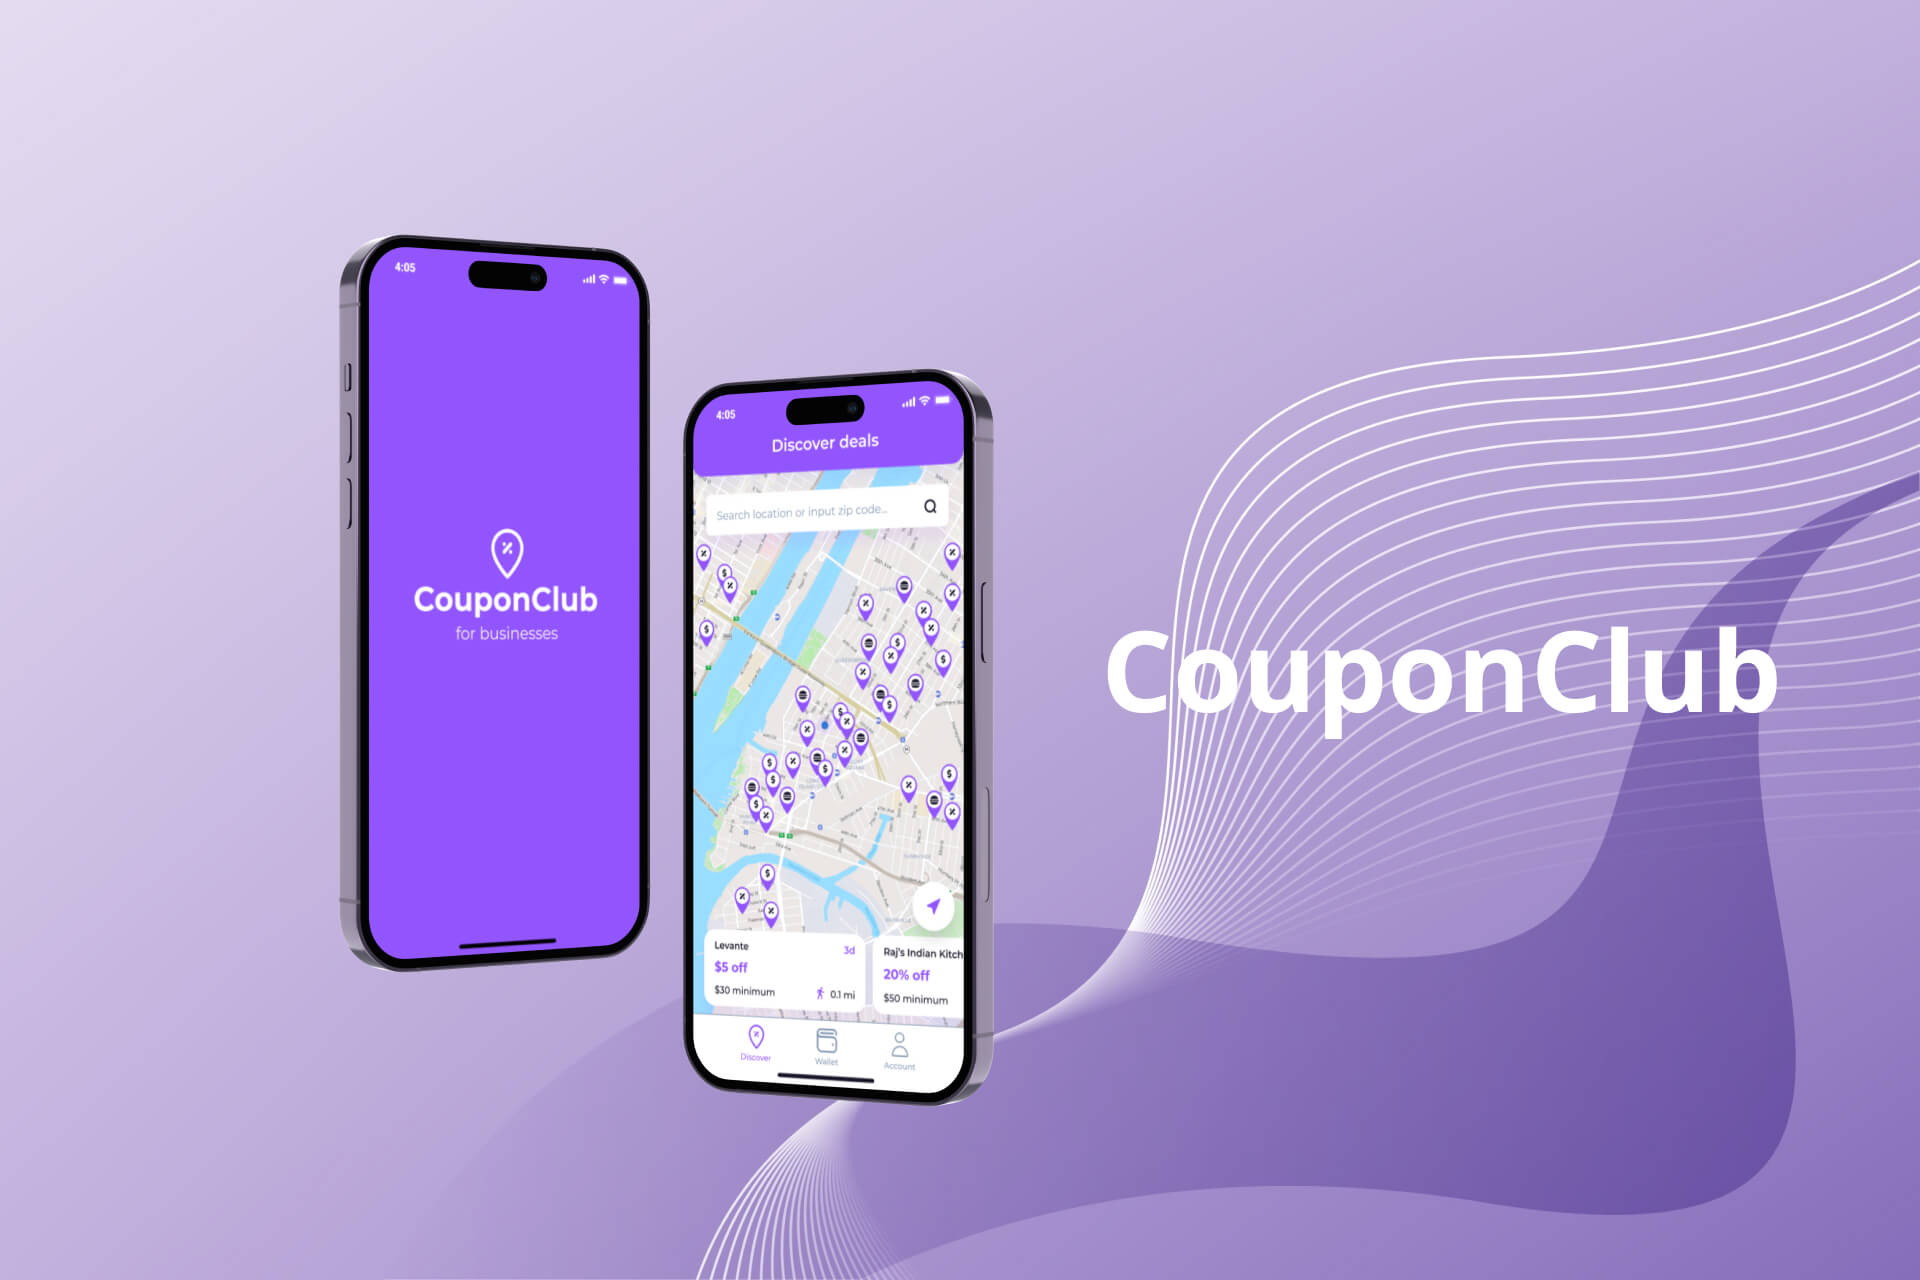 4:05
CouponClub
for businesses
4:05
Discover deals
Search location or input zip code...
Levante
3d
$5 off
$30 minimum
0.1 mi
Raj's Indian Kitch
20% off
$50 minimum
Discover
Wallet
Account
CouponClub